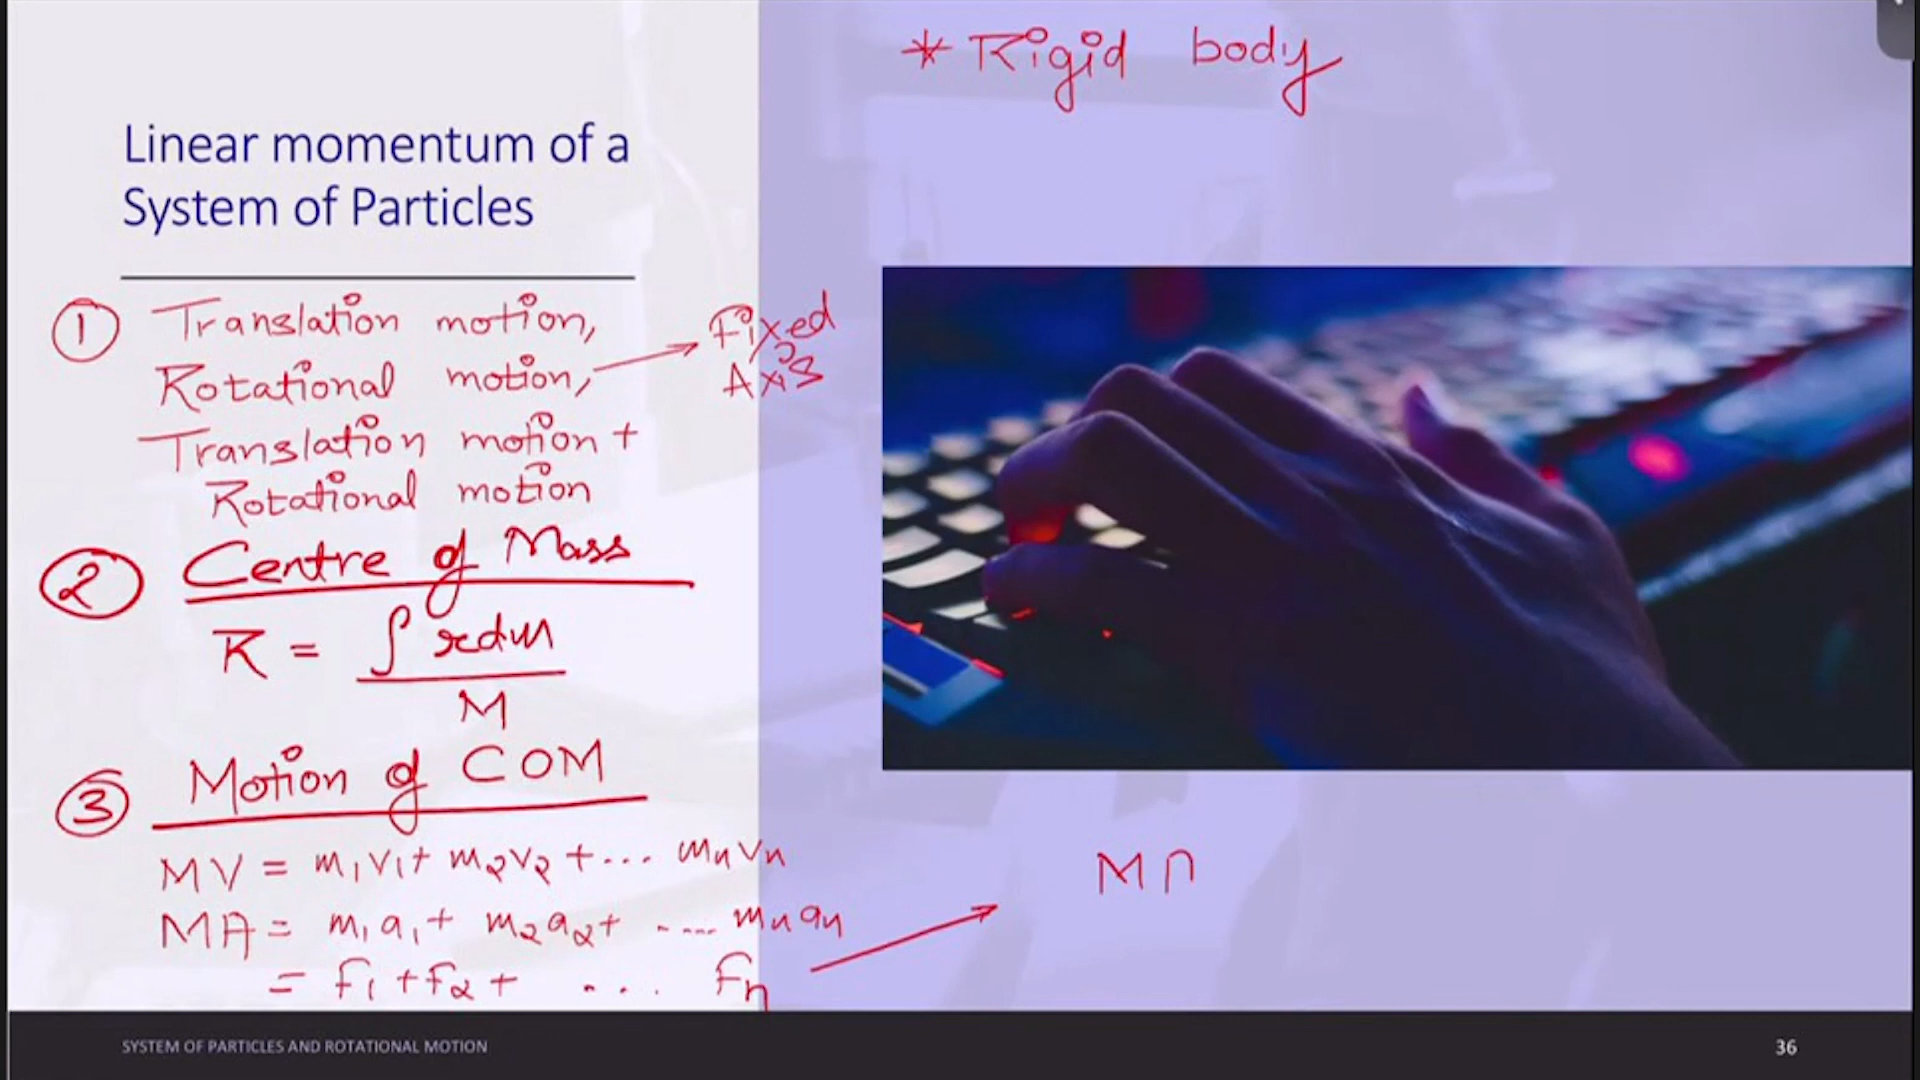 * Rigid body
Linear momentum of a
System of Particles
① Translation motion,
Rotational motion, → Fixed Axis
Translation motion +
Rotational motion
② Centre of Mass
R = ∫ r dm / M
③ Motion of COM
MV = m₁v₁ + m₂v₂ + ... mₙvₙ
MA = m₁a₁ + m₂a₂ + ..... mₙaₙ
= F₁ + F₂ + .... Fₙ →
SYSTEM OF PARTICLES AND ROTATIONAL MOTION
36